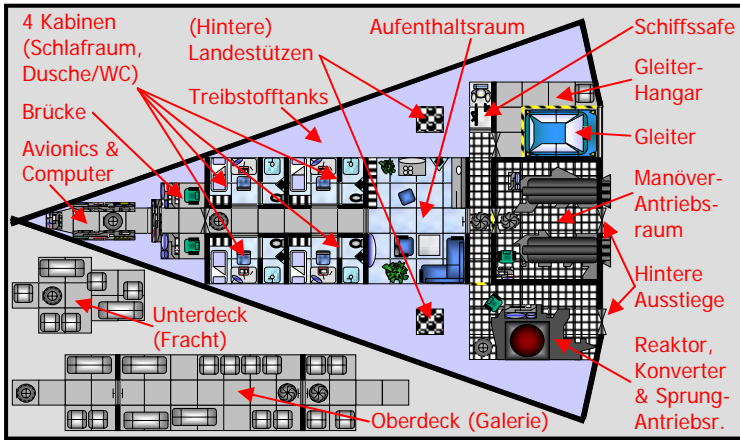 4 Kabinen
(Schlafraum,
Dusche/WC)
(Hintere)
Landestützen
Aufenthaltsraum
Schiffssafe
Gleiter-
Hangar
Gleiter
Brücke
Treibstofftanks
Avionics &
Computer
Manöver-
Antriebs-
raum
Hintere
Ausstiege
Unterdeck
(Fracht)
Reaktor,
Konverter
& Sprung-
Antriebsr.
Oberdeck (Galerie)